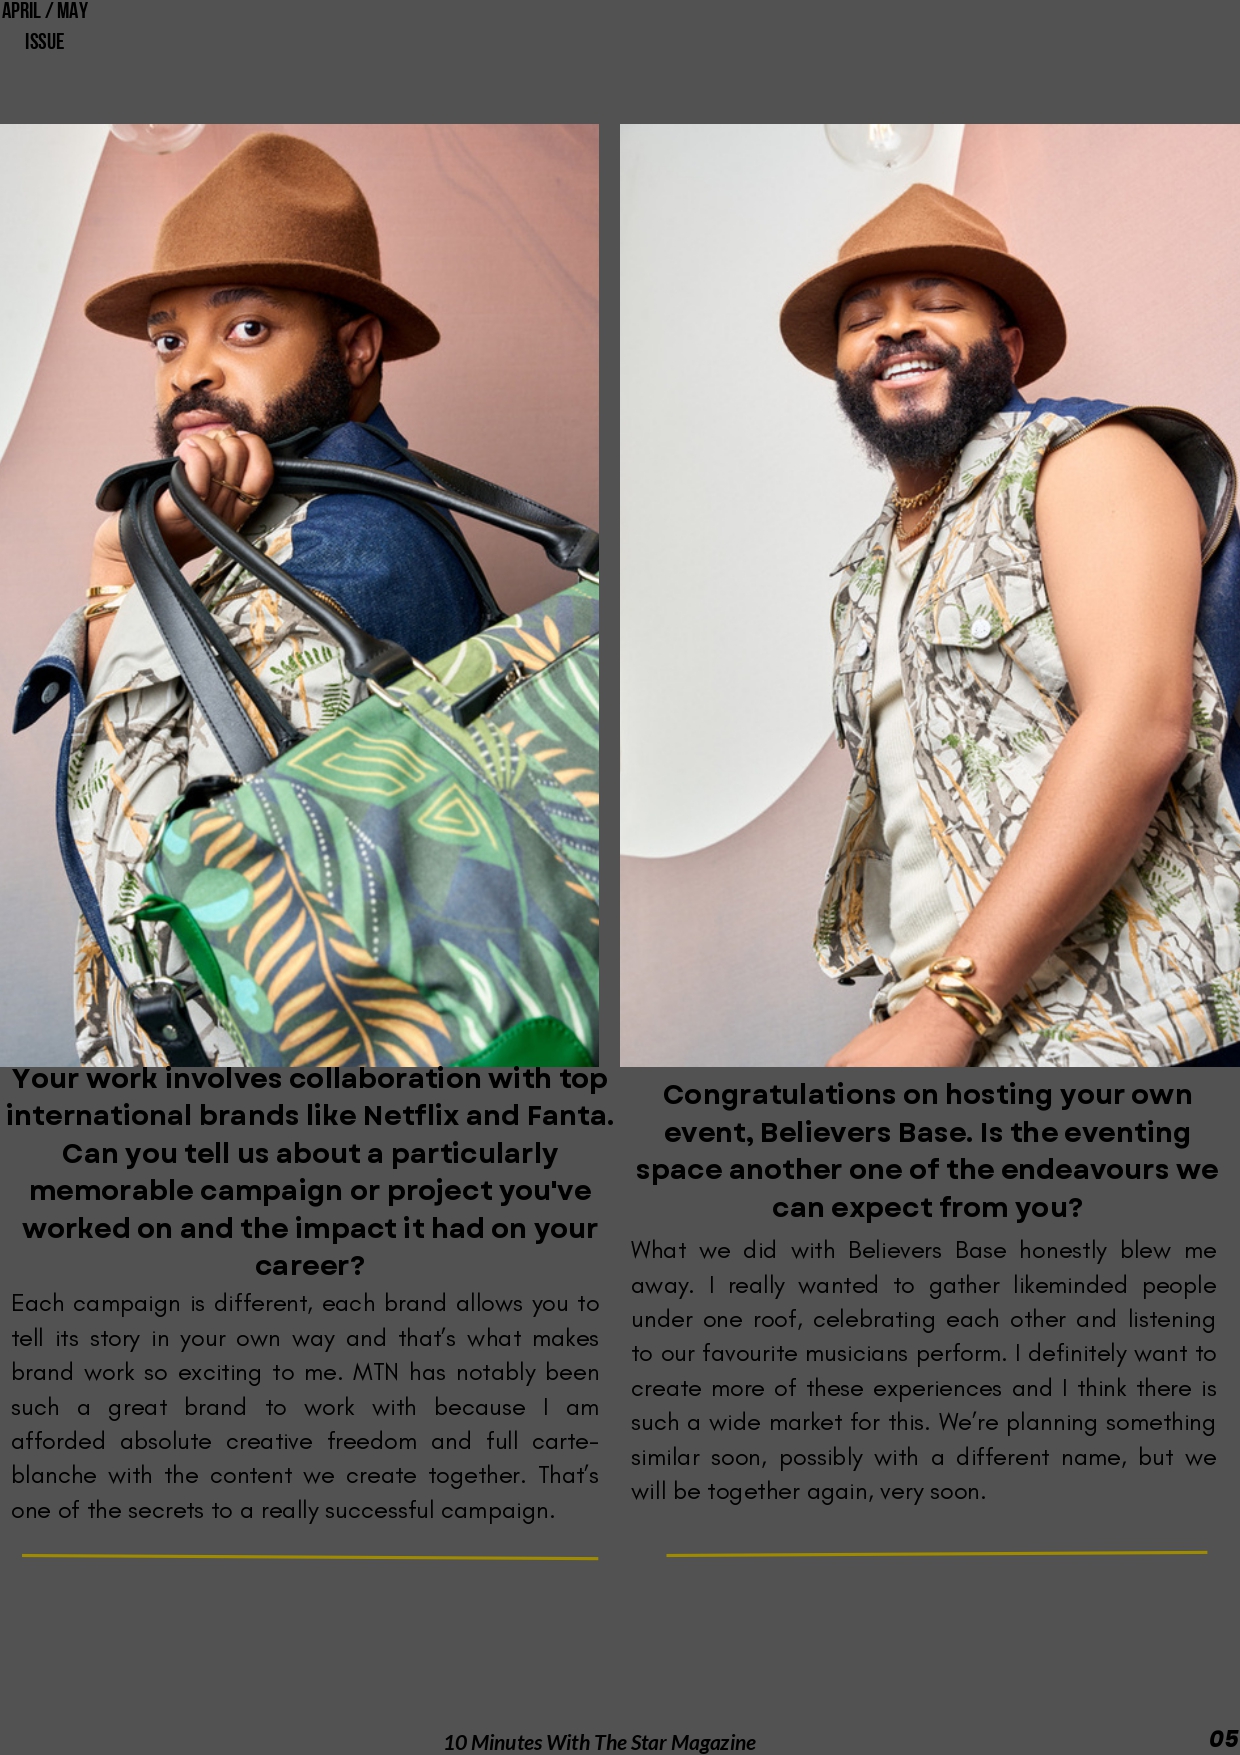 APRIL / MAY
ISSUE
Your work involves collaboration with top
international brands like Netflix and Fanta.
Can you tell us about a particularly
memorable campaign or project you've
worked on and the impact it had on your
career?
Each campaign is different, each brand allows you to
tell its story in your own way and that’s what makes
brand work so exciting to me. MTN has notably been
such a great brand to work with because I am
afforded absolute creative freedom and full carte-
blanche with the content we create together. That’s
one of the secrets to a really successful campaign.
Congratulations on hosting your own
event, Believers Base. Is the eventing
space another one of the endeavours we
can expect from you?
What we did with Believers Base honestly blew me
away. I really wanted to gather likeminded people
under one roof, celebrating each other and listening
to our favourite musicians perform. I definitely want to
create more of these experiences and I think there is
such a wide market for this. We’re planning something
similar soon, possibly with a different name, but we
will be together again, very soon.
10 Minutes With The Star Magazine
05